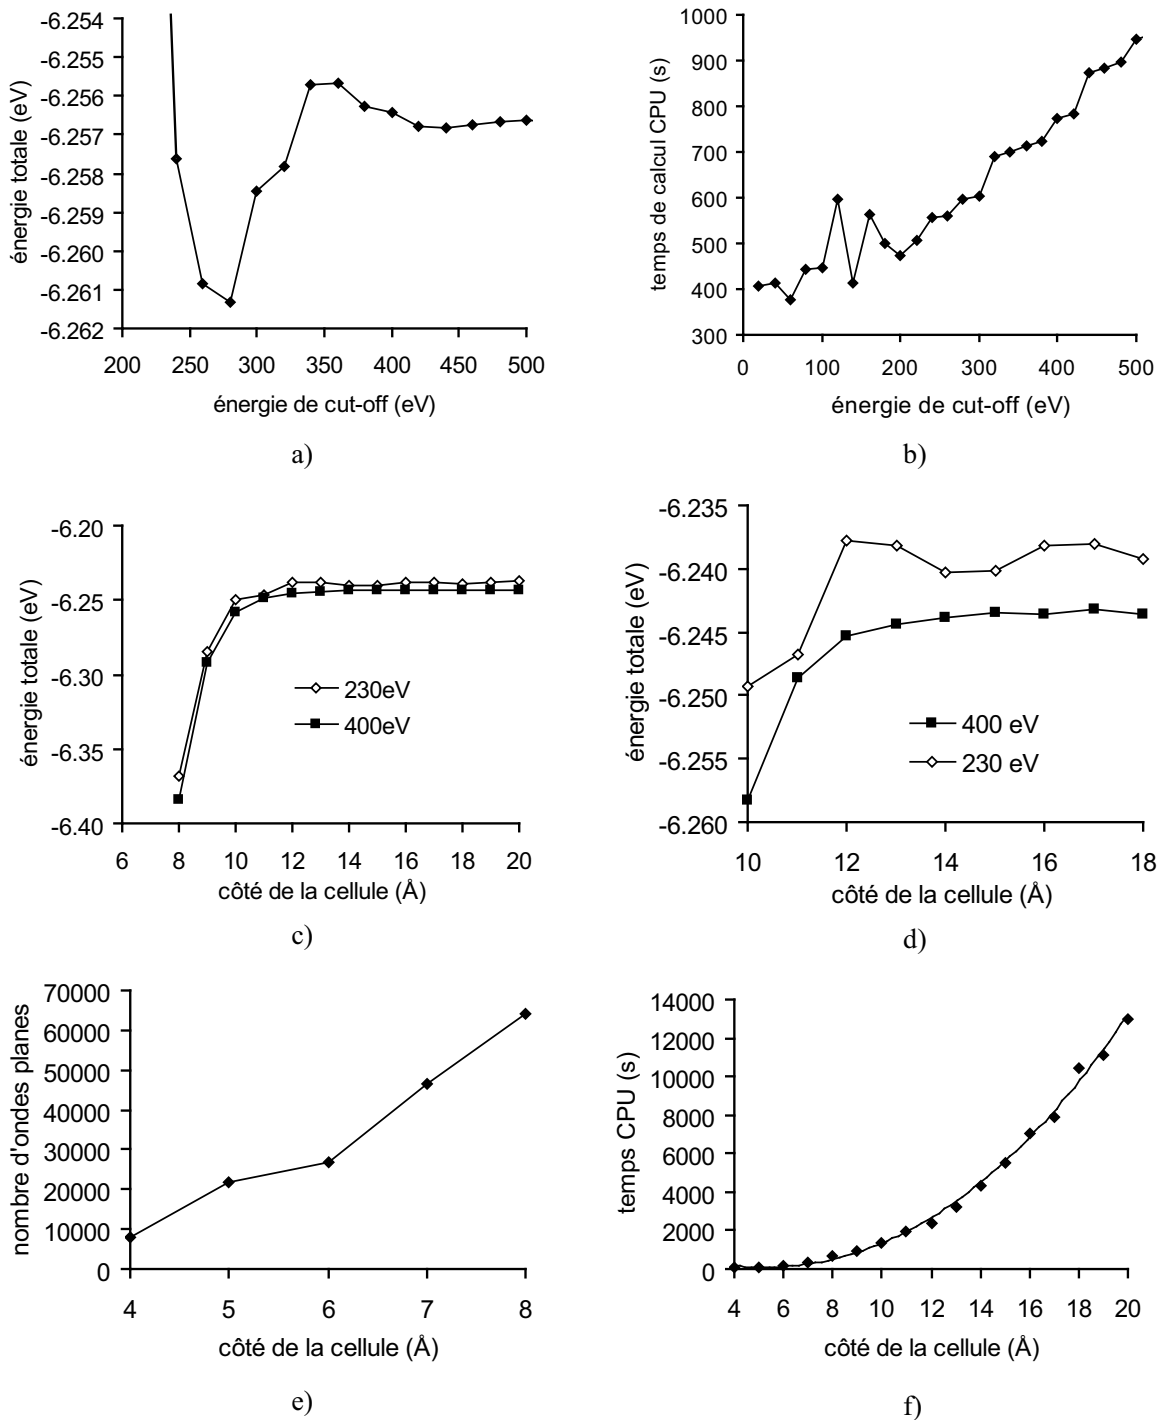 -6.254
-6.255
-6.256
-6.257
-6.258
-6.259
-6.260
-6.261
-6.262
énergie totale (eV)
200 250 300 350 400 450 500
énergie de cut-off (eV)
a)
1000
900
800
700
600
500
400
300
temps de calcul CPU (s)
0 100 200 300 400 500
énergie de cut-off (eV)
b)
-6.20
-6.25
-6.30
-6.35
-6.40
énergie totale (eV)
230eV
400eV
6 8 10 12 14 16 18 20
côté de la cellule (Å)
c)
-6.235
-6.240
-6.245
-6.250
-6.255
-6.260
énergie totale (eV)
400 eV
230 eV
10 12 14 16 18
côté de la cellule (Å)
d)
70000
60000
50000
40000
30000
20000
10000
0
nombre d'ondes planes
4 5 6 7 8
côté de la cellule (Å)
e)
14000
12000
10000
8000
6000
4000
2000
0
temps CPU (s)
4 6 8 10 12 14 16 18 20
côté de la cellule (Å)
f)